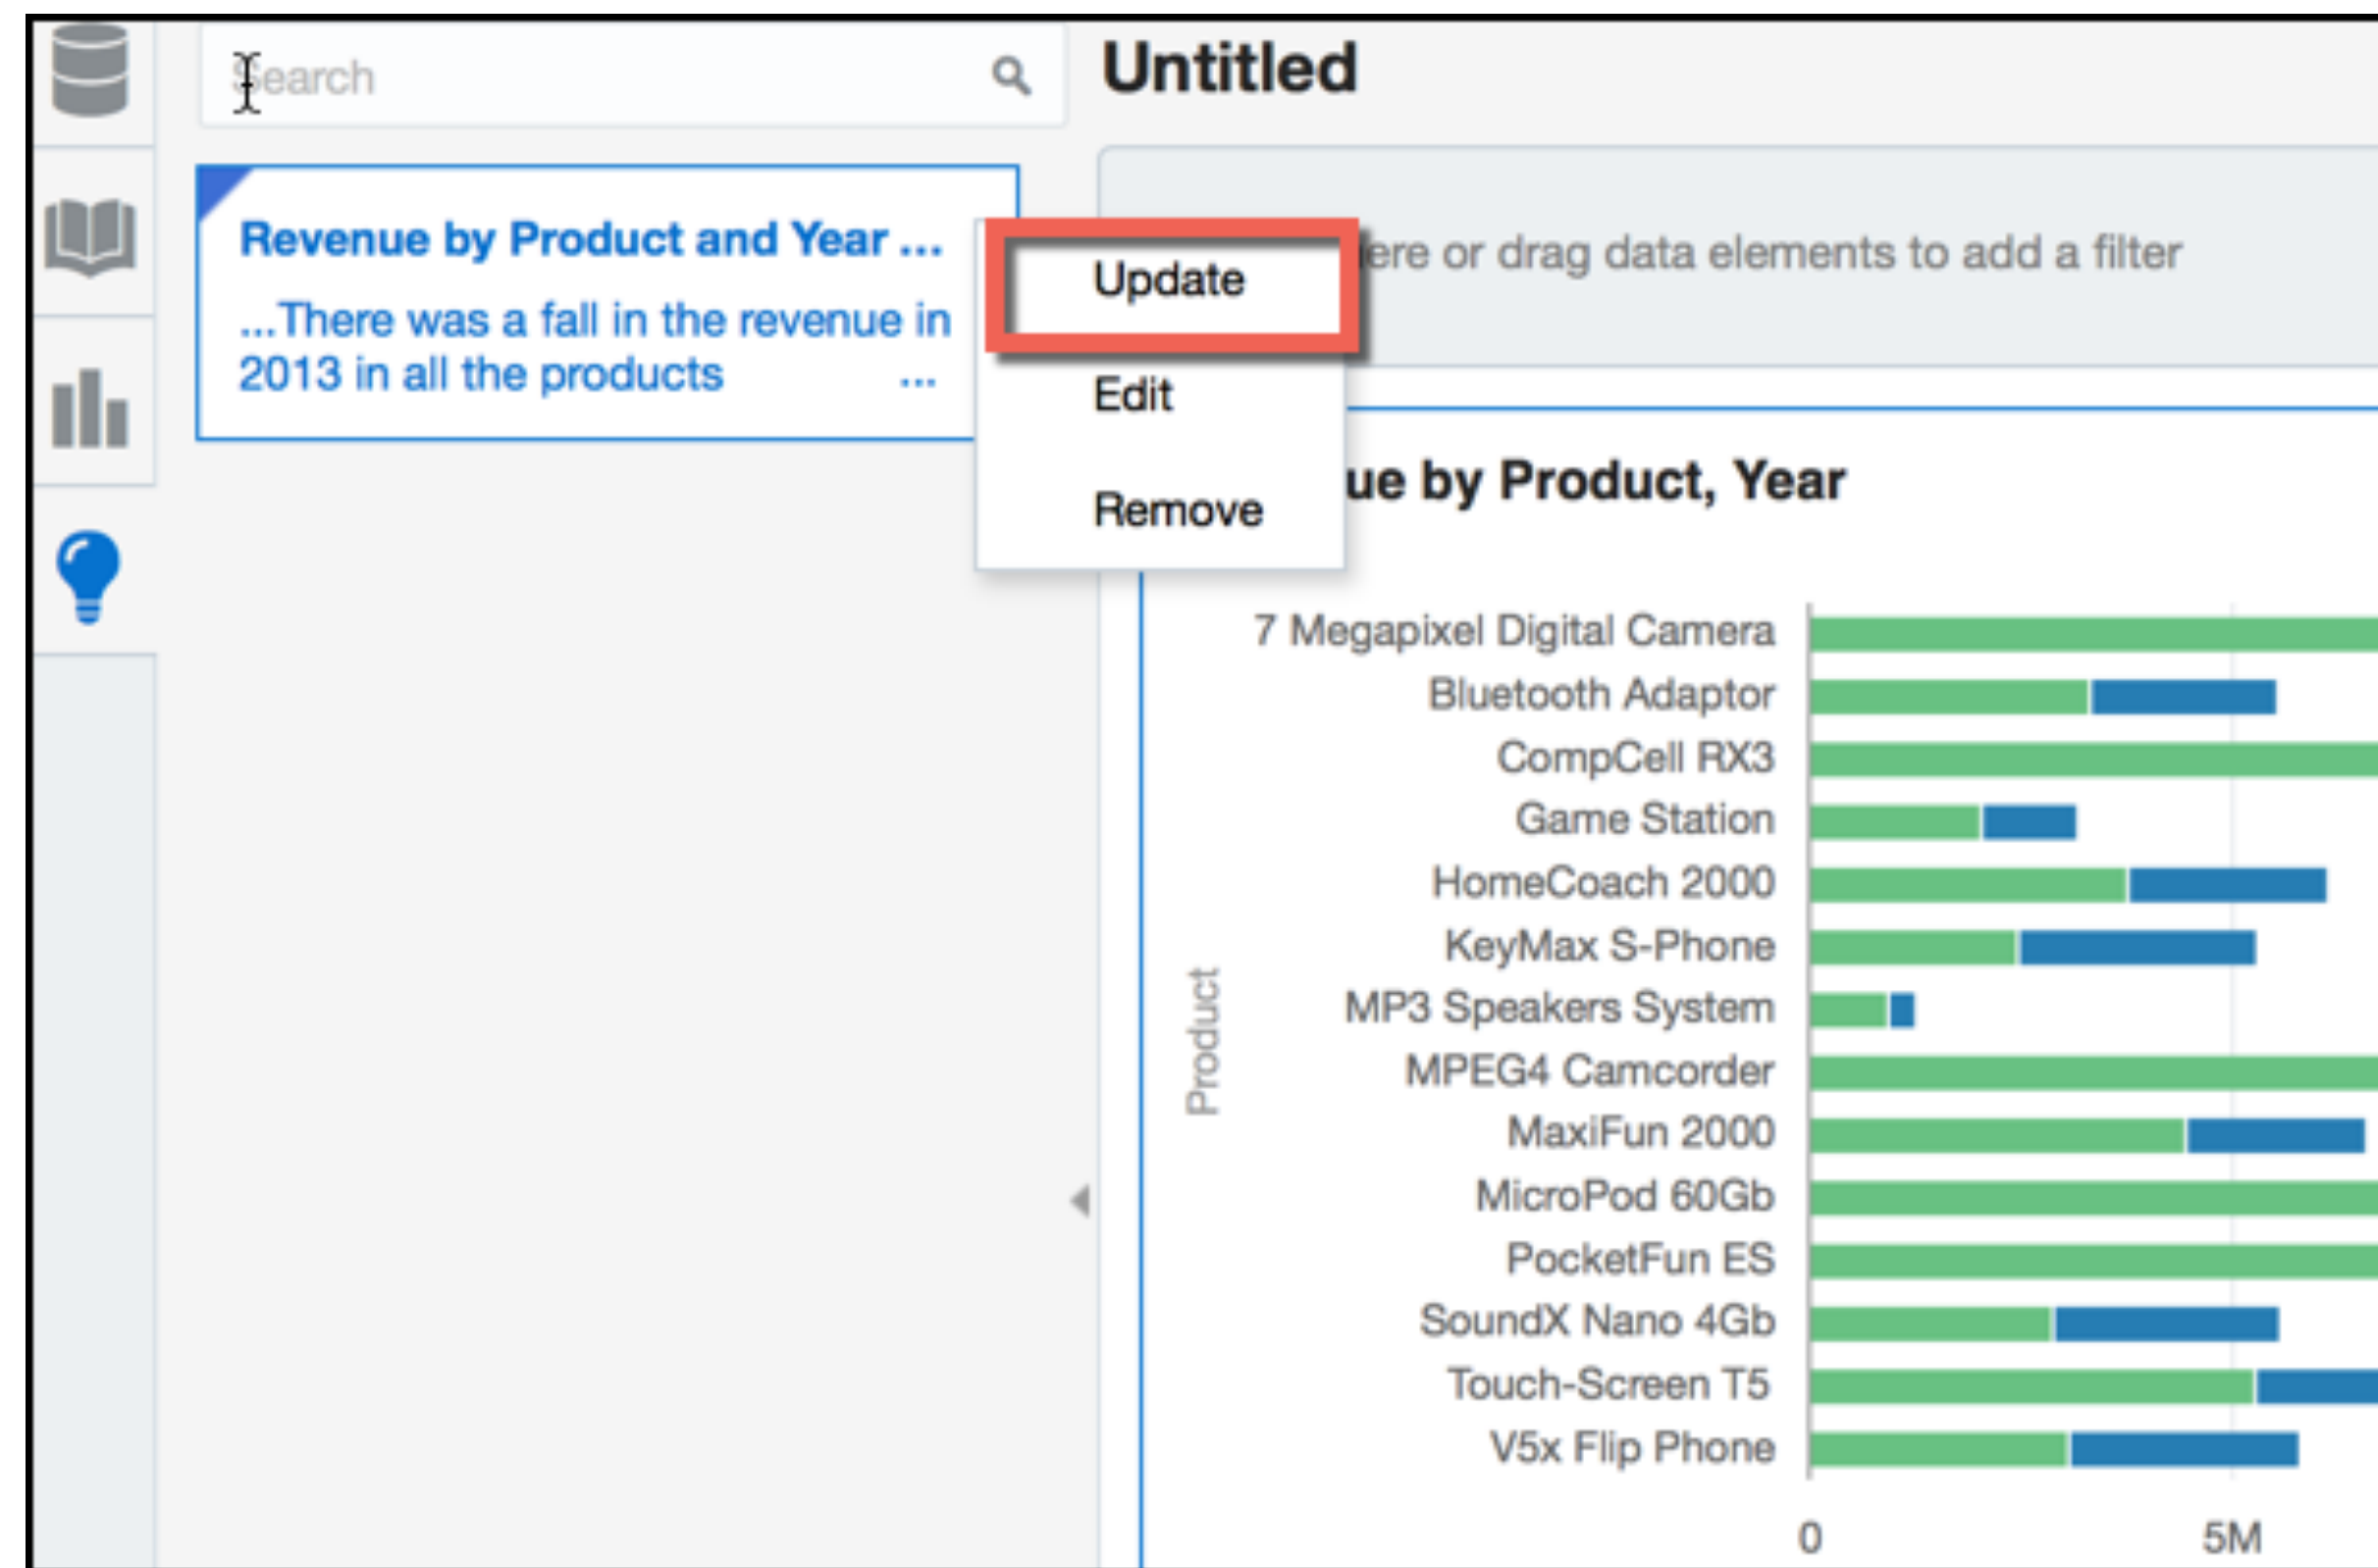 Search
Untitled
Revenue by Product and Year ...
...There was a fall in the revenue in
2013 in all the products ...
Update
Edit
Remove
ere or drag data elements to add a filter
ue by Product, Year
Product
7 Megapixel Digital Camera
Bluetooth Adaptor
CompCell RX3
Game Station
HomeCoach 2000
KeyMax S-Phone
MP3 Speakers System
MPEG4 Camcorder
MaxiFun 2000
MicroPod 60Gb
PocketFun ES
SoundX Nano 4Gb
Touch-Screen T5
V5x Flip Phone
0 5M